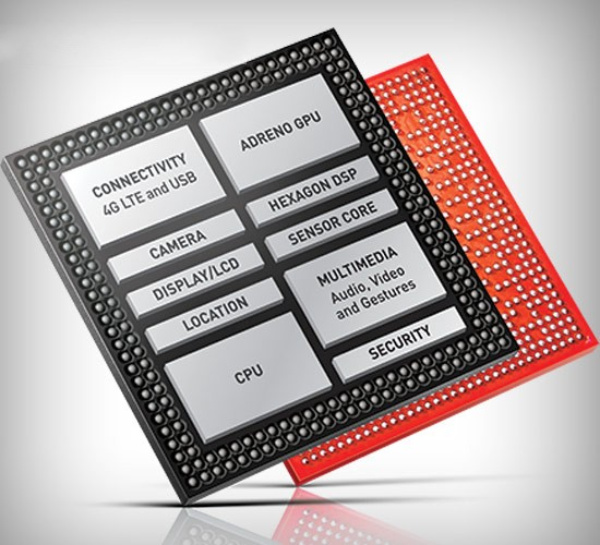 CONNECTIVITY
4G LTE and USB
ADRENO GPU
CAMERA
DISPLAY/LCD
LOCATION
CPU
HEXAGON DSP
SENSOR CORE
MULTIMEDIA
Audio, Video
and Gestures
SECURITY